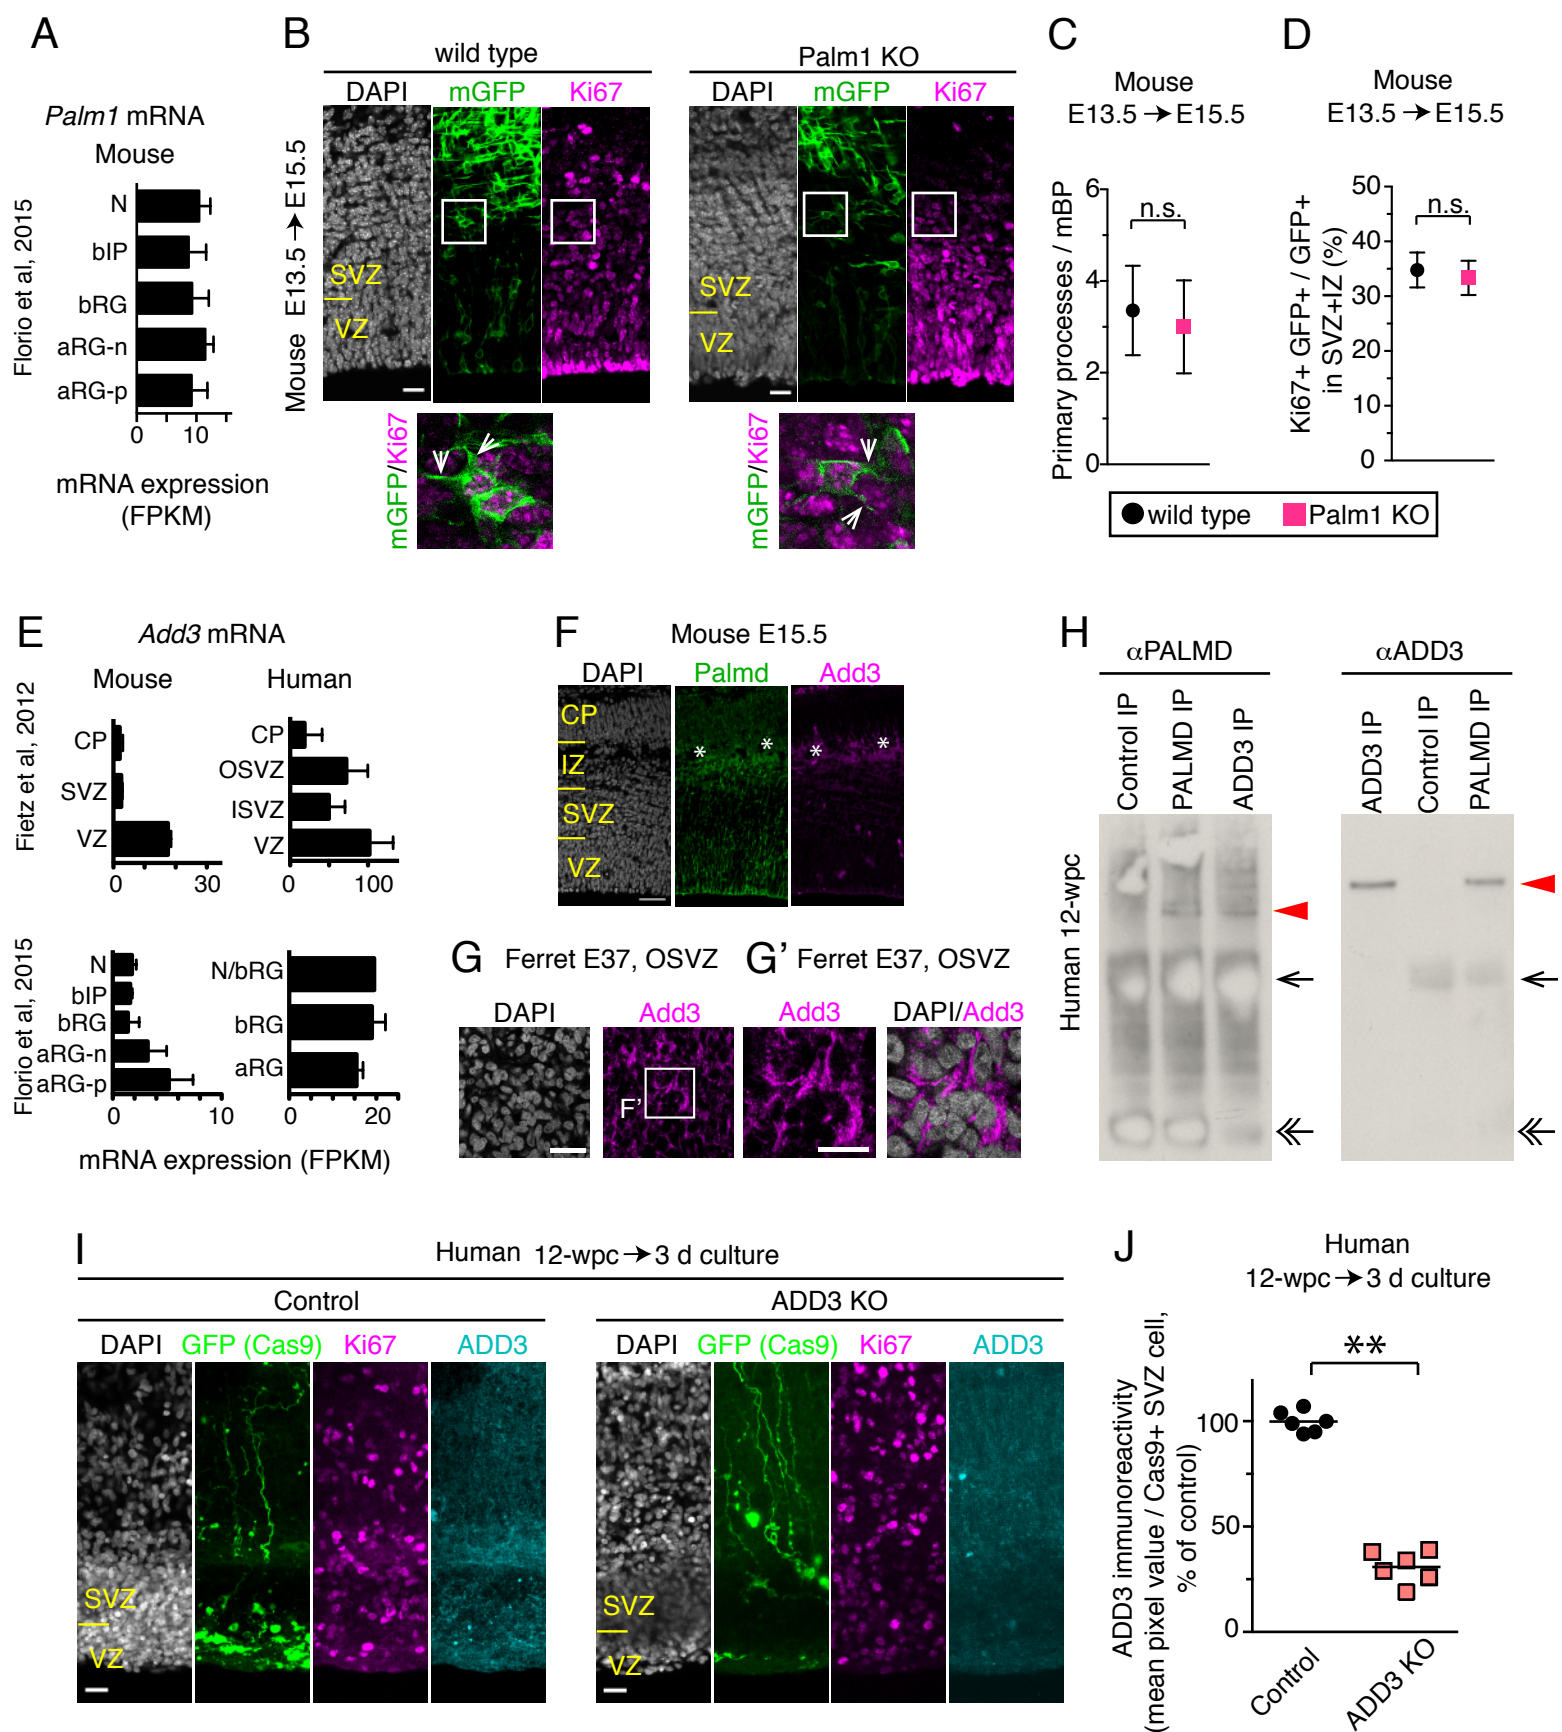 A
Palm1 mRNA
Mouse
Florio et al, 2015
N
bIP
bRG
aRG-n
aRG-p
0 10
mRNA expression
(FPKM)
B
wild type
Palm1 KO
DAPI mGFP Ki67
DAPI mGFP Ki67
Mouse E13.5 → E15.5
SVZ
VZ
SVZ
VZ
mGFP/Ki67
mGFP/Ki67
C
Mouse
E13.5 → E15.5
Primary processes / mBP
6
4
2
0
n.s.
D
Mouse
E13.5 → E15.5
Ki67+ GFP+ / GFP+
in SVZ+IZ (%)
50
40
30
20
10
0
n.s.
wild type Palm1 KO
E
Add3 mRNA
Mouse Human
Fietz et al, 2012
CP
SVZ
VZ
0 30
CP
OSVZ
ISVZ
VZ
0 100
Florio et al, 2015
N
bIP
bRG
aRG-n
aRG-p
0 10
N/bRG
bRG
aRG
0 20
mRNA expression (FPKM)
F
Mouse E15.5
DAPI Palmd Add3
CP
IZ
SVZ
VZ
* *
* *
G Ferret E37, OSVZ
DAPI Add3
F'
G' Ferret E37, OSVZ
Add3 DAPI/Add3
H
αPALMD
αADD3
Control IP
PALMD IP
ADD3 IP
ADD3 IP
Control IP
PALMD IP
Human 12-wpc
I
Human 12-wpc → 3 d culture
Control
ADD3 KO
DAPI GFP (Cas9) Ki67 ADD3
DAPI GFP (Cas9) Ki67 ADD3
SVZ
VZ
SVZ
VZ
J
Human
12-wpc → 3 d culture
ADD3 immunoreactivity
(mean pixel value / Cas9+ SVZ cell,
% of control)
**
100
50
0
Control
ADD3 KO